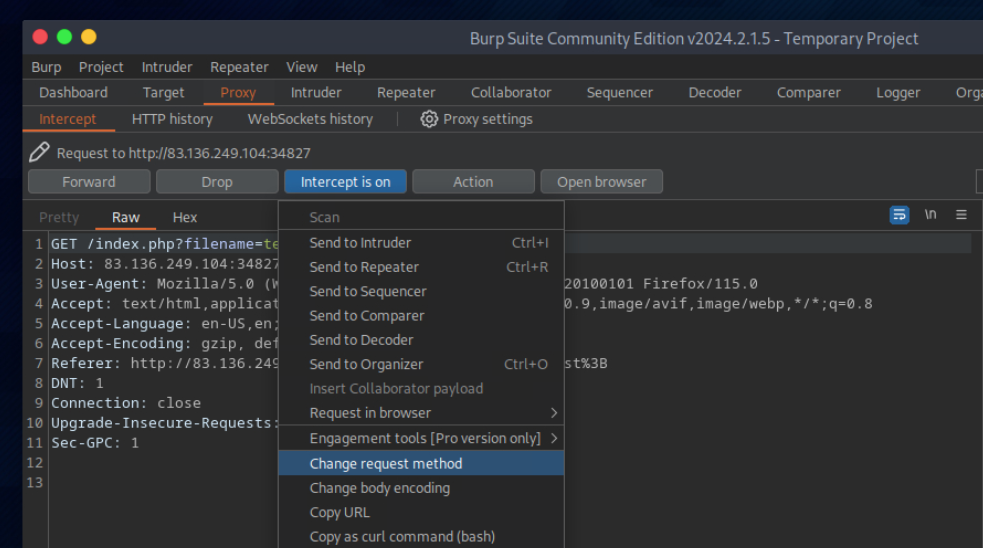 Burp Suite Community Edition v2024.2.1.5 - Temporary Project
Burp Project Intruder Repeater View Help
Dashboard Target Proxy Intruder Repeater Collaborator Sequencer Decoder Comparer Logger Orga
Intercept HTTP history WebSockets history Proxy settings
Request to http://83.136.249.104:34827
Forward Drop Intercept is on Action Open browser
Pretty Raw Hex \n
1 GET /index.php?filename=te
2 Host: 83.136.249.104:34827
3 User-Agent: Mozilla/5.0 (W 20100101 Firefox/115.0
4 Accept: text/html,applicat 0.9,image/avif,image/webp,*/*;q=0.8
5 Accept-Language: en-US,en;
6 Accept-Encoding: gzip, def
7 Referer: http://83.136.249 st%3B
8 DNT: 1
9 Connection: close
10 Upgrade-Insecure-Requests:
11 Sec-GPC: 1
12
13
Scan
Send to Intruder Ctrl+I
Send to Repeater Ctrl+R
Send to Sequencer
Send to Comparer
Send to Decoder
Send to Organizer Ctrl+O
Insert Collaborator payload
Request in browser >
Engagement tools [Pro version only] >
Change request method
Change body encoding
Copy URL
Copy as curl command (bash)